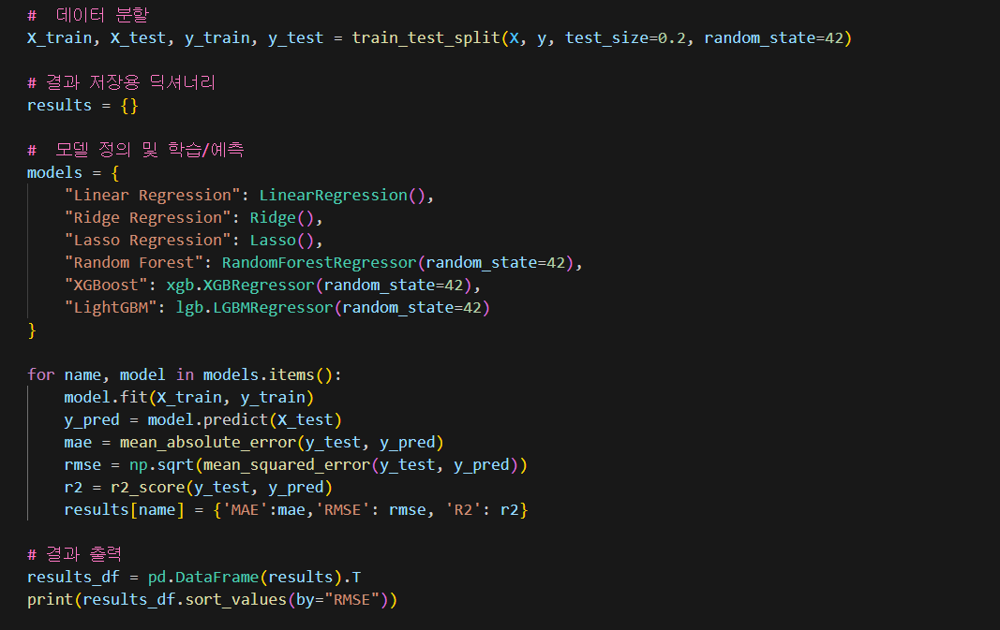 #  데이터 분할
X_train, X_test, y_train, y_test = train_test_split(X, y, test_size=0.2, random_state=42)
# 결과 저장용 딕셔너리
results = {}
#  모델 정의 및 학습/예측
models = {
    "Linear Regression": LinearRegression(),
    "Ridge Regression": Ridge(),
    "Lasso Regression": Lasso(),
    "Random Forest": RandomForestRegressor(random_state=42),
    "XGBoost": xgb.XGBRegressor(random_state=42),
    "LightGBM": lgb.LGBMRegressor(random_state=42)
}
for name, model in models.items():
    model.fit(X_train, y_train)
    y_pred = model.predict(X_test)
    mae = mean_absolute_error(y_test, y_pred)
    rmse = np.sqrt(mean_squared_error(y_test, y_pred))
    r2 = r2_score(y_test, y_pred)
    results[name] = {'MAE':mae,'RMSE': rmse, 'R2': r2}
# 결과 출력
results_df = pd.DataFrame(results).T
print(results_df.sort_values(by="RMSE"))